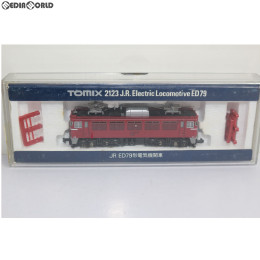 MEDIAWORLD
TOMIX 2123 J.R. Electric Locomotive ED79
JR ED79形電気機関車